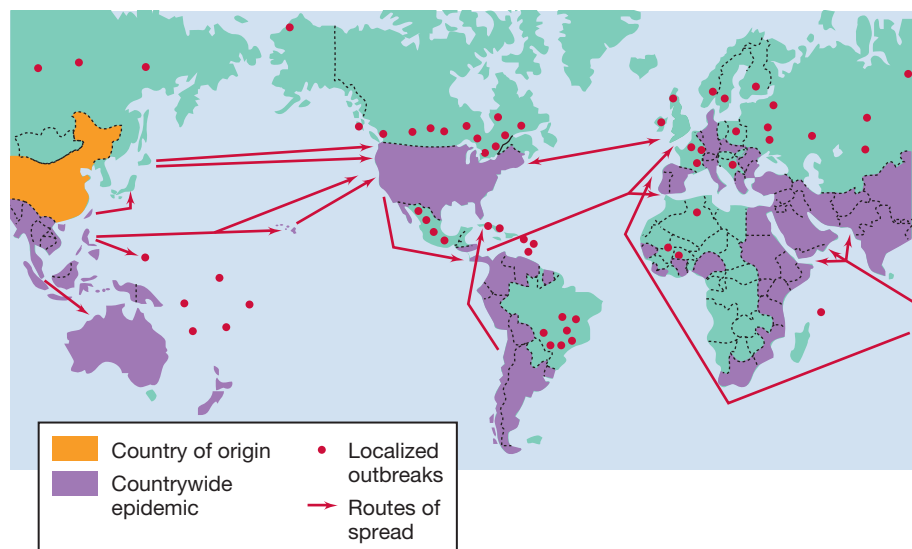 Country of origin
Countrywide
epidemic
Localized
outbreaks
Routes of
spread